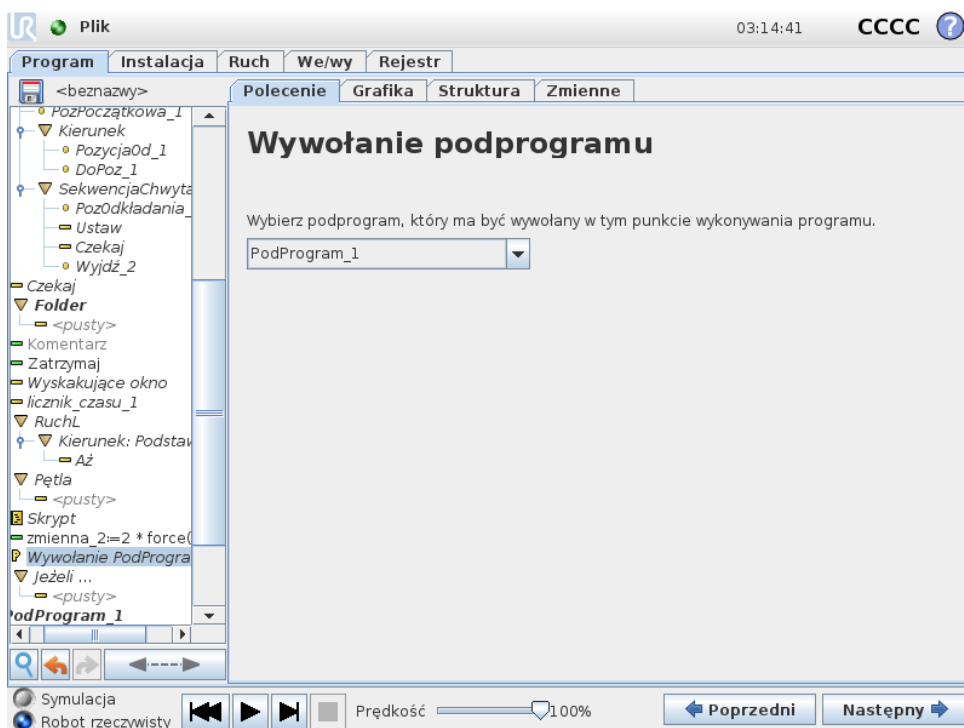 UR Plik 03:14:41 CCCC ?
Program Instalacja Ruch We/wy Rejestr
<beznazwy>
Polecenie Grafika Struktura Zmienne
PozPoczątkowa_1
Kierunek
PozycjaOd_1
DoPoz_1
SekwencjaChwyta
PozOdkładania_
Ustaw
Czekaj
Wyjdź_2
Czekaj
Folder
<pusty>
Komentarz
Zatrzymaj
Wyskakujące okno
licznik_czasu_1
RuchL
Kierunek: Podstaw
Aż
Pętla
<pusty>
Skrypt
zmienna_2:=2 * force(
Wywołanie PodProgra
Jeżeli ...
<pusty>
PodProgram_1
Wywołanie podprogramu
Wybierz podprogram, który ma być wywołany w tym punkcie wykonywania programu.
PodProgram_1
Symulacja
Robot rzeczywisty
Prędkość 100%
Poprzedni Następny